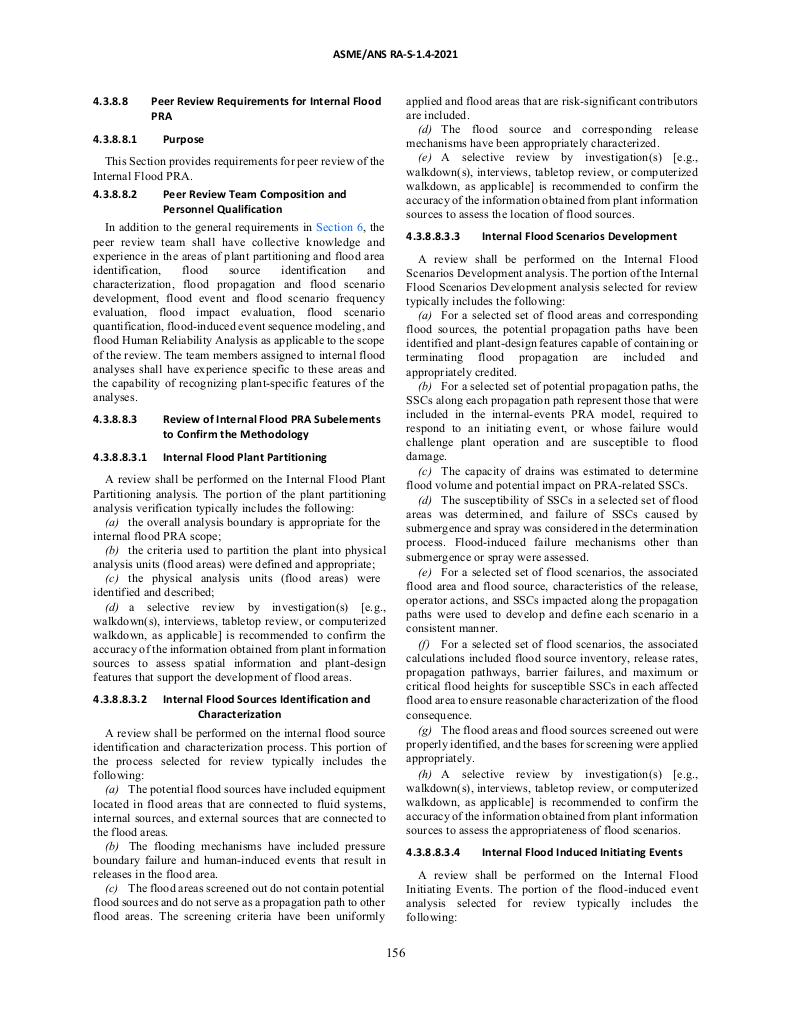 ASME/ANS RA-S-1.4-2021
4.3.8.8 Peer Review Requirements for Internal Flood
PRA
4.3.8.8.1 Purpose
This Section provides requirements for peer review of the
Internal Flood PRA.
4.3.8.8.2 Peer Review Team Composition and
Personnel Qualification
In addition to the general requirements in Section 6, the
peer review team shall have collective knowledge and
experience in the areas of plant partitioning and flood area
identification, flood source identification and
characterization, flood propagation and flood scenario
development, flood event and flood scenario frequency
evaluation, flood impact evaluation, flood scenario
quantification, flood-induced event sequence modeling, and
flood Human Reliability Analysis as applicable to the scope
of the review. The team members assigned to internal flood
analyses shall have experience specific to these areas and
the capability of recognizing plant-specific features of the
analyses.
4.3.8.8.3 Review of Internal Flood PRA Subelements
to Confirm the Methodology
4.3.8.8.3.1 Internal Flood Plant Partitioning
A review shall be performed on the Internal Flood Plant
Partitioning analysis. The portion of the plant partitioning
analysis verification typically includes the following:
(a) the overall analysis boundary is appropriate for the
internal flood PRA scope;
(b) the criteria used to partition the plant into physical
analysis units (flood areas) were defined and appropriate;
(c) the physical analysis units (flood areas) were
identified and described;
(d) a selective review by investigation(s) [e.g.,
walkdown(s), interviews, tabletop review, or computerized
walkdown, as applicable] is recommended to confirm the
accuracy of the information obtained from plant information
sources to assess spatial information and plant-design
features that support the development of flood areas.
4.3.8.8.3.2 Internal Flood Sources Identification and
Characterization
A review shall be performed on the internal flood source
identification and characterization process. This portion of
the process selected for review typically includes the
following:
(a) The potential flood sources have included equipment
located in flood areas that are connected to fluid systems,
internal sources, and external sources that are connected to
the flood areas.
(b) The flooding mechanisms have included pressure
boundary failure and human-induced events that result in
releases in the flood area.
(c) The flood areas screened out do not contain potential
flood sources and do not serve as a propagation path to other
flood areas. The screening criteria have been uniformly
applied and flood areas that are risk-significant contributors
are included.
(d) The flood source and corresponding release
mechanisms have been appropriately characterized.
(e) A selective review by investigation(s) [e.g.,
walkdown(s), interviews, tabletop review, or computerized
walkdown, as applicable] is recommended to confirm the
accuracy of the information obtained from plant information
sources to assess the location of flood sources.
4.3.8.8.3.3 Internal Flood Scenarios Development
A review shall be performed on the Internal Flood
Scenarios Development analysis. The portion of the Internal
Flood Scenarios Development analysis selected for review
typically includes the following:
(a) For a selected set of flood areas and corresponding
flood sources, the potential propagation paths have been
identified and plant-design features capable of containing or
terminating flood propagation are included and
appropriately credited.
(b) For a selected set of potential propagation paths, the
SSCs along each propagation path represent those that were
included in the internal-events PRA model, required to
respond to an initiating event, or whose failure would
challenge plant operation and are susceptible to flood
damage.
(c) The capacity of drains was estimated to determine
flood volume and potential impact on PRA-related SSCs.
(d) The susceptibility of SSCs in a selected set of flood
areas was determined, and failure of SSCs caused by
submergence and spray was considered in the determination
process. Flood-induced failure mechanisms other than
submergence or spray were assessed.
(e) For a selected set of flood scenarios, the associated
flood area and flood source, characteristics of the release,
operator actions, and SSCs impacted along the propagation
paths were used to develop and define each scenario in a
consistent manner.
(f) For a selected set of flood scenarios, the associated
calculations included flood source inventory, release rates,
propagation pathways, barrier failures, and maximum or
critical flood heights for susceptible SSCs in each affected
flood area to ensure reasonable characterization of the flood
consequence.
(g) The flood areas and flood sources screened out were
properly identified, and the bases for screening were applied
appropriately.
(h) A selective review by investigation(s) [e.g.,
walkdown(s), interviews, tabletop review, or computerized
walkdown, as applicable] is recommended to confirm the
accuracy of the information obtained from plant information
sources to assess the appropriateness of flood scenarios.
4.3.8.8.3.4 Internal Flood Induced Initiating Events
A review shall be performed on the Internal Flood
Initiating Events. The portion of the flood-induced event
analysis selected for review typically includes the
following:
156